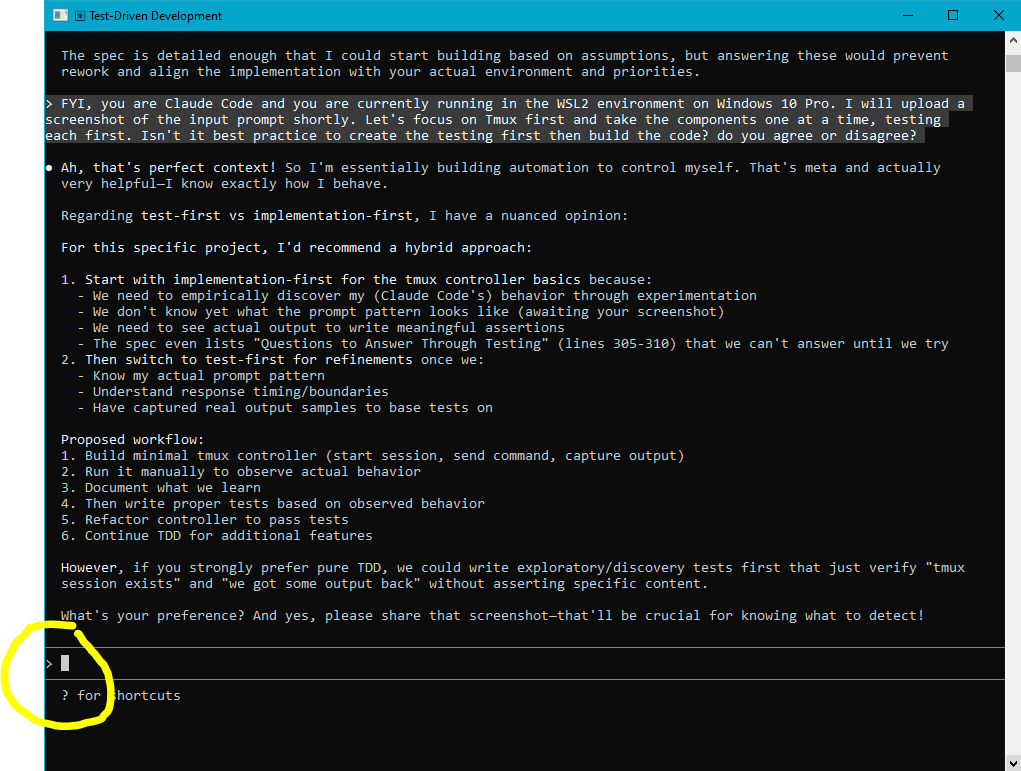 Test-Driven Development
The spec is detailed enough that I could start building based on assumptions, but answering these would prevent
rework and align the implementation with your actual environment and priorities.
> FYI, you are Claude Code and you are currently running in the WSL2 environment on Windows 10 Pro. I will upload a
screenshot of the input prompt shortly. Let's focus on Tmux first and take the components one at a time, testing
each first. Isn't it best practice to create the testing first then build the code? do you agree or disagree?
● Ah, that's perfect context! So I'm essentially building automation to control myself. That's meta and actually
very helpful—I know exactly how I behave.
Regarding test-first vs implementation-first, I have a nuanced opinion:
For this specific project, I'd recommend a hybrid approach:
1. Start with implementation-first for the tmux controller basics because:
- We need to empirically discover my (Claude Code's) behavior through experimentation
- We don't know yet what the prompt pattern looks like (awaiting your screenshot)
- We need to see actual output to write meaningful assertions
- The spec even lists "Questions to Answer Through Testing" (lines 305-310) that we can't answer until we try
2. Then switch to test-first for refinements once we:
- Know my actual prompt pattern
- Understand response timing/boundaries
- Have captured real output samples to base tests on
Proposed workflow:
1. Build minimal tmux controller (start session, send command, capture output)
2. Run it manually to observe actual behavior
3. Document what we learn
4. Then write proper tests based on observed behavior
5. Refactor controller to pass tests
6. Continue TDD for additional features
However, if you strongly prefer pure TDD, we could write exploratory/discovery tests first that just verify "tmux
session exists" and "we got some output back" without asserting specific content.
What's your preference? And yes, please share that screenshot—that'll be crucial for knowing what to detect!
>
? for shortcuts